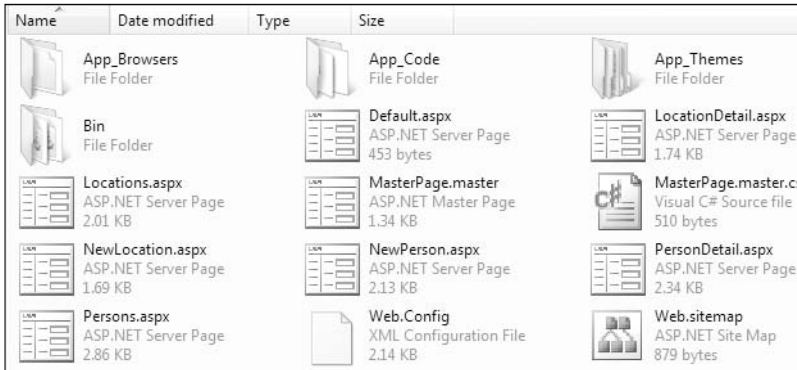 Name Date modified Type Size
App_Browsers
File Folder
App_Code
File Folder
App_Themes
File Folder
Bin
File Folder
Default.aspx
ASP.NET Server Page
453 bytes
LocationDetail.aspx
ASP.NET Server Page
1.74 KB
Locations.aspx
ASP.NET Server Page
2.01 KB
MasterPage.master
ASP.NET Master Page
1.34 KB
MasterPage.master.cs
Visual C# Source file
510 bytes
NewLocation.aspx
ASP.NET Server Page
1.69 KB
NewPerson.aspx
ASP.NET Server Page
2.13 KB
PersonDetail.aspx
ASP.NET Server Page
2.34 KB
Persons.aspx
ASP.NET Server Page
2.86 KB
Web.Config
XML Configuration File
2.14 KB
Web.sitemap
ASP.NET Site Map
879 bytes